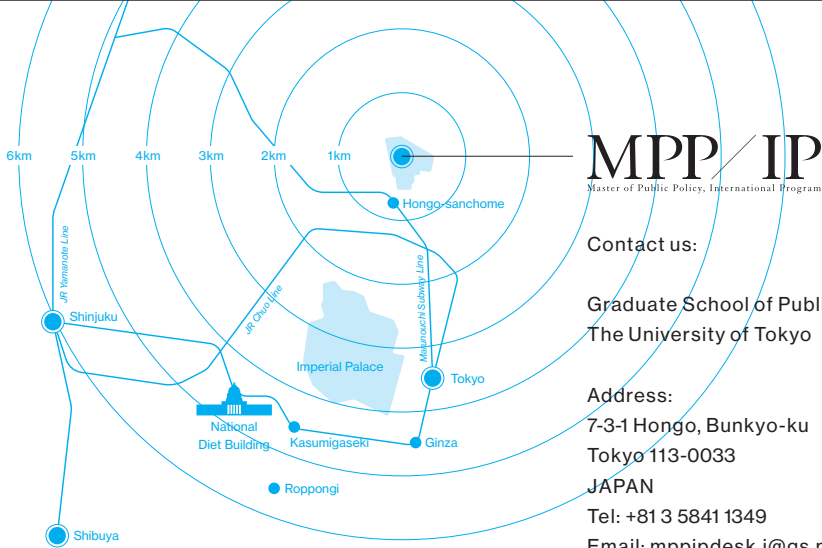 6km 5km 4km 3km 2km 1km
MPP/IP
Master of Public Policy, International Program
Hongo-sanchome
JR Yamanote Line
JR Chuo Line
Marunouchi Subway Line
Shinjuku
Imperial Palace
Tokyo
National
Diet Building
Kasumigaseki
Ginza
Roppongi
Shibuya
Contact us:
Graduate School of Publi
The University of Tokyo
Address:
7-3-1 Hongo, Bunkyo-ku
Tokyo 113-0033
JAPAN
Tel: +81 3 5841 1349